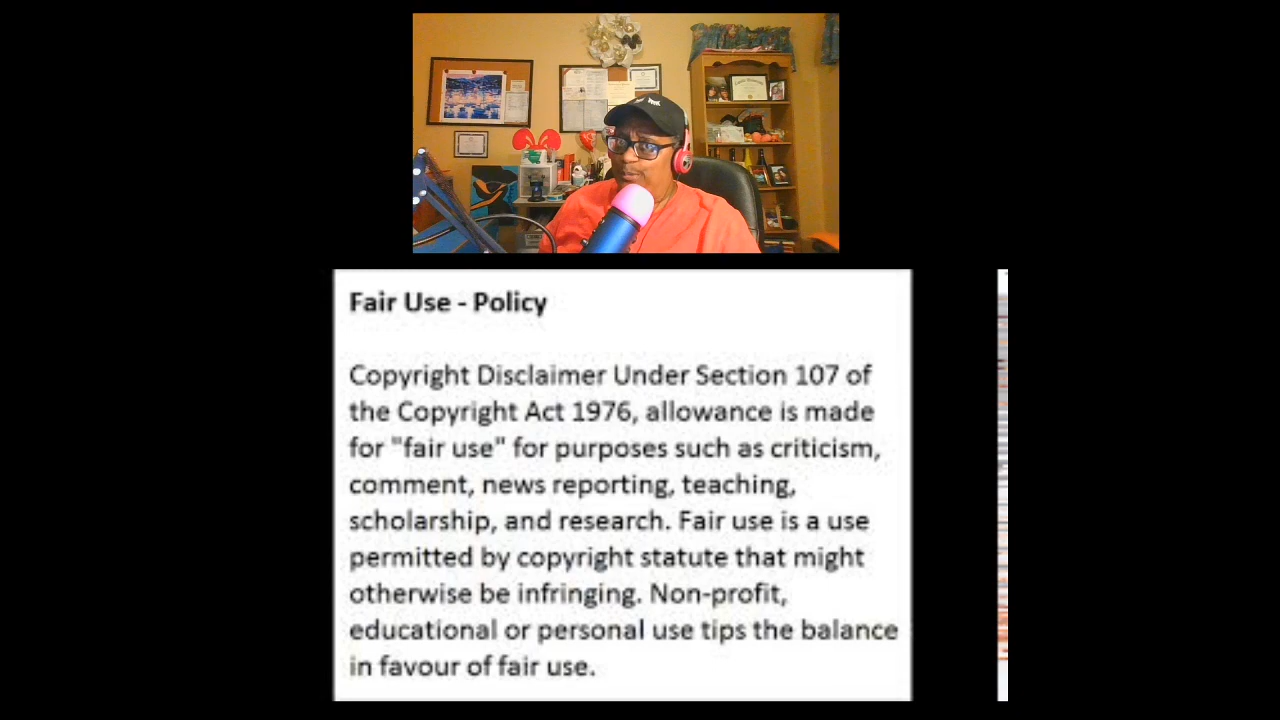 Fair Use - Policy
Copyright Disclaimer Under Section 107 of
the Copyright Act 1976, allowance is made
for "fair use" for purposes such as criticism,
comment, news reporting, teaching,
scholarship, and research. Fair use is a use
permitted by copyright statute that might
otherwise be infringing. Non-profit,
educational or personal use tips the balance
in favour of fair use.